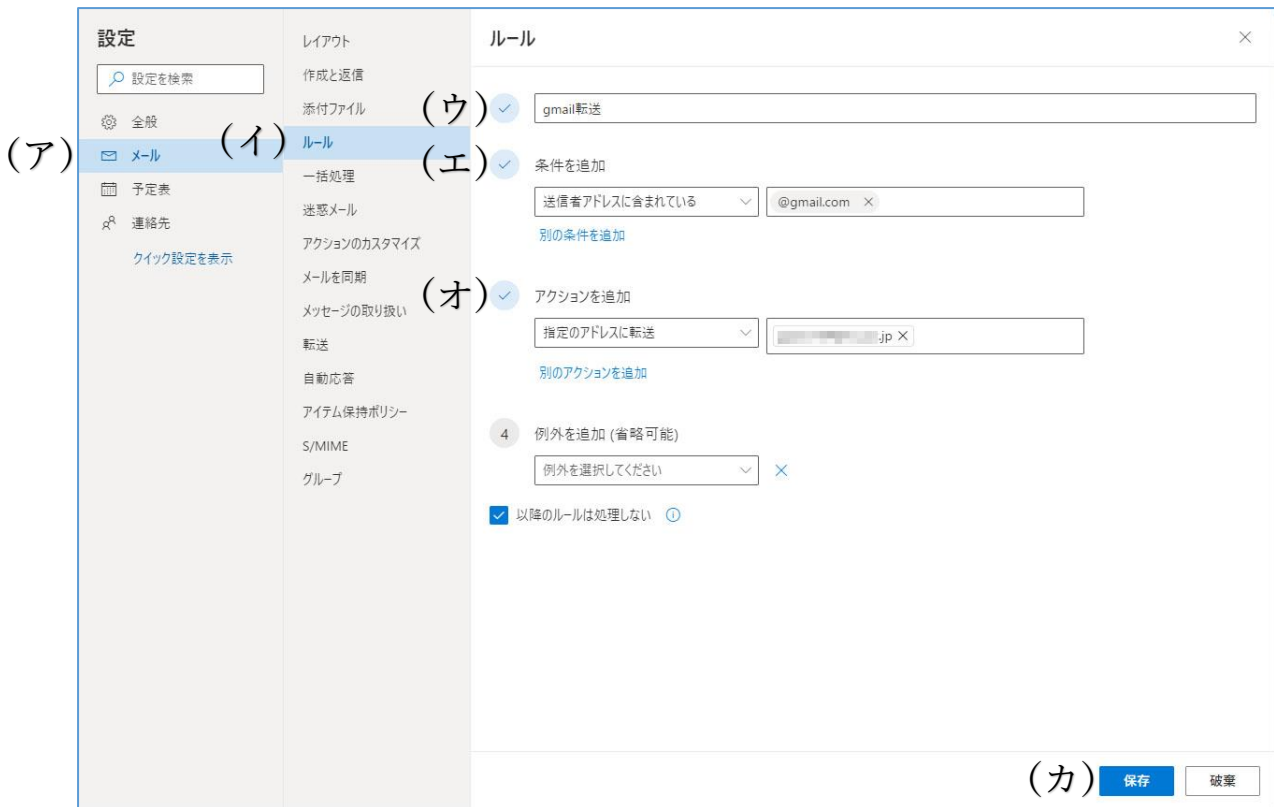 設定
設定を検索
全般
(ア) メール
予定表
連絡先
クイック設定を表示
レイアウト
作成と返信
添付ファイル
(イ) ルール
一括処理
迷惑メール
アクションのカスタマイズ
メールを同期
メッセージの取り扱い
転送
自動応答
アイテム保持ポリシー
S/MIME
グループ
ルール
(ウ) gmail転送
(エ) 条件を追加
送信者アドレスに含まれている @gmail.com
別の条件を追加
(オ) アクションを追加
指定のアドレスに転送 .jp
別のアクションを追加
4 例外を追加 (省略可能)
例外を選択してください
以降のルールは処理しない
(カ) 保存 破棄